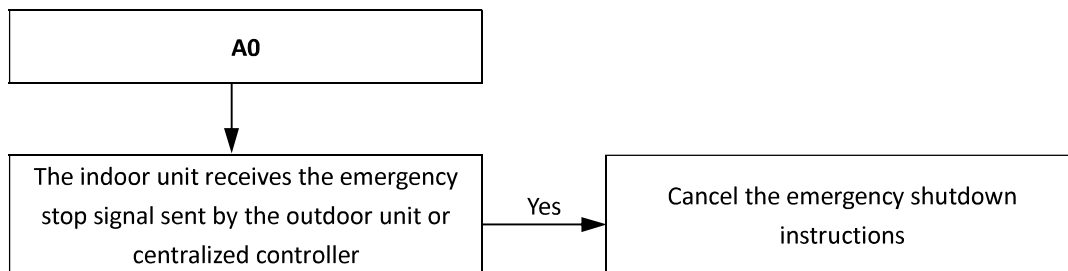 A0
The indoor unit receives the emergency
stop signal sent by the outdoor unit or
centralized controller
Yes
Cancel the emergency shutdown
instructions